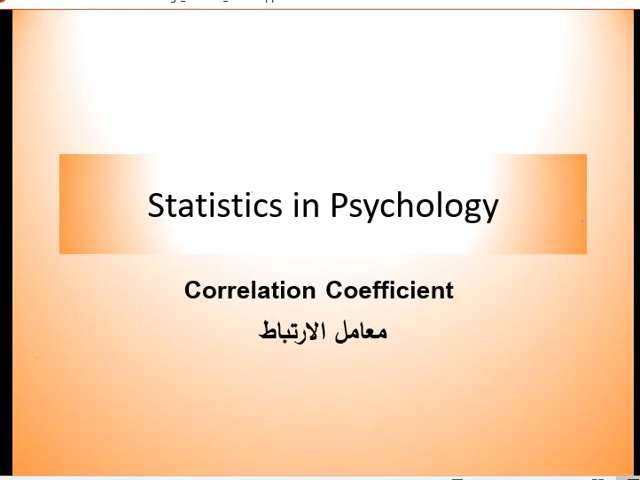 Statistics in Psychology
Correlation Coefficient
معامل الارتباط